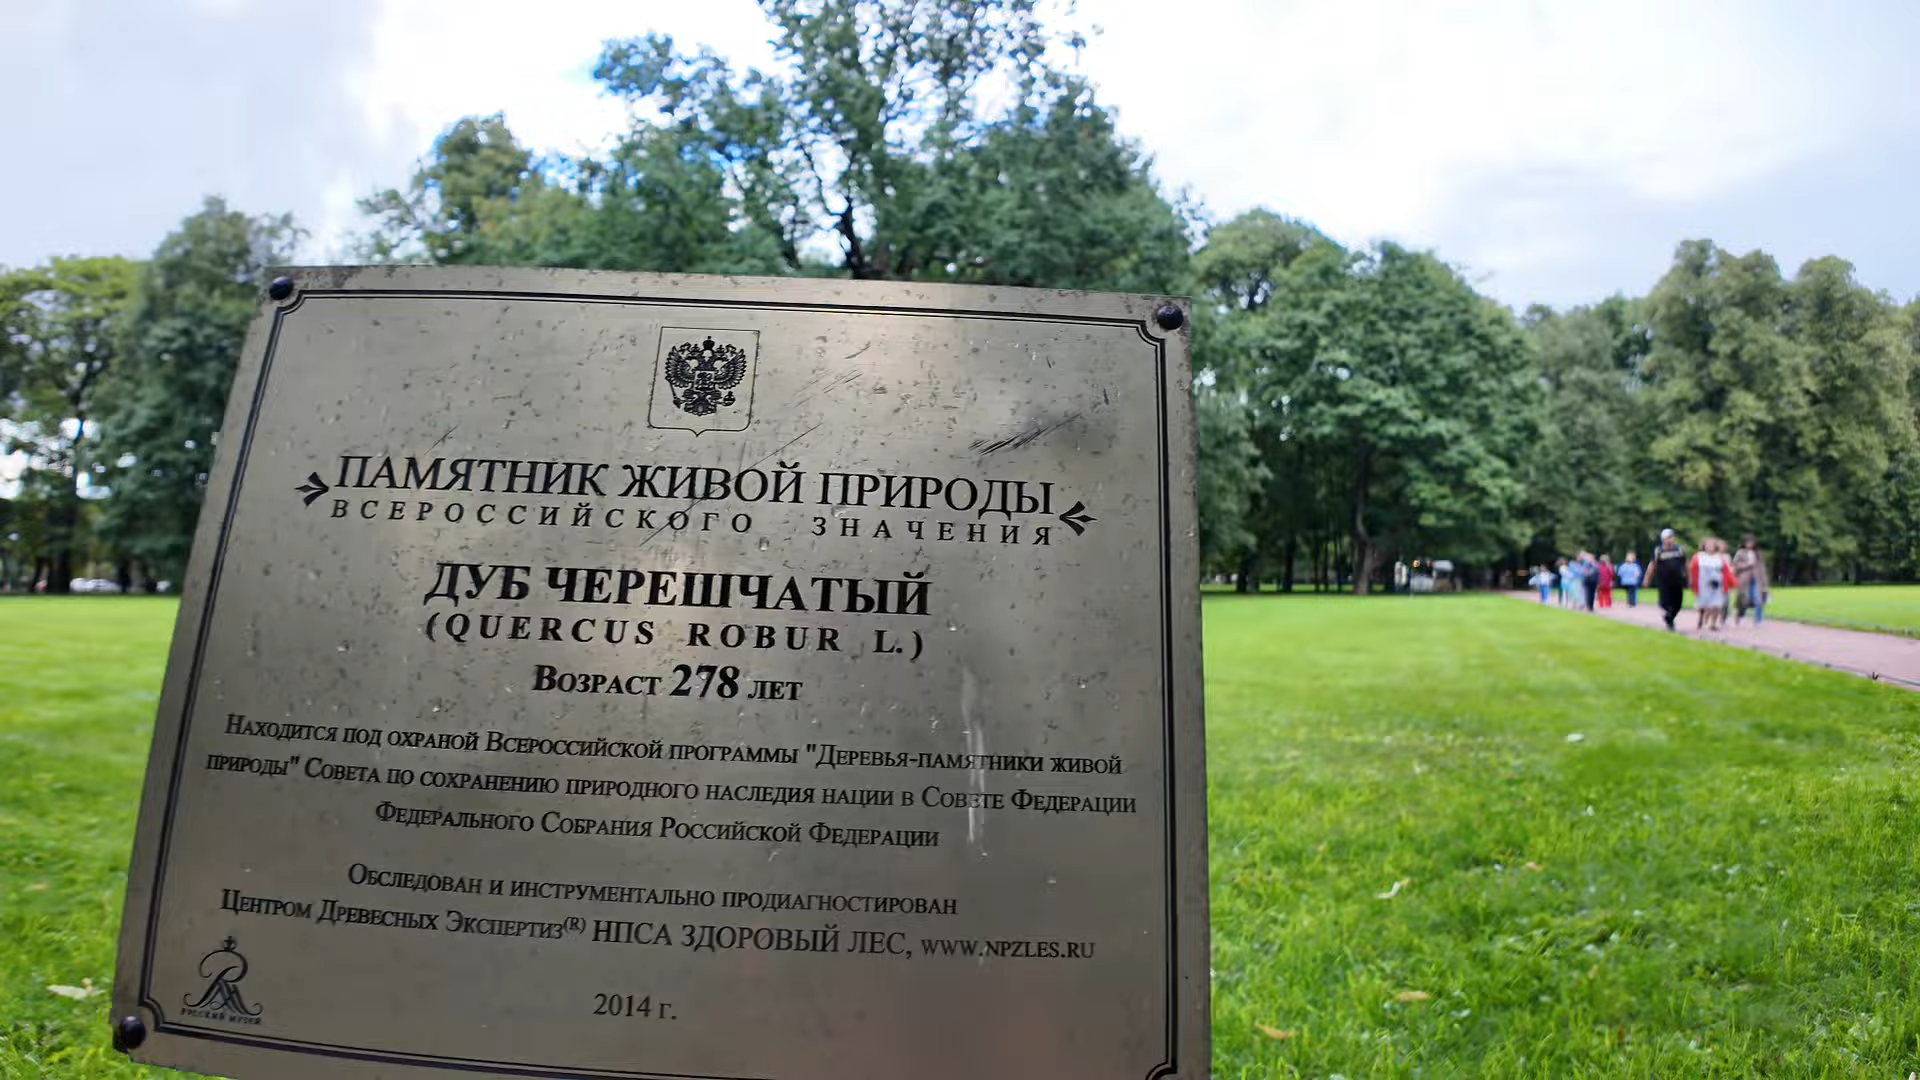 ПАМЯТНИК ЖИВОЙ ПРИРОДЫ
ВСЕРОССИЙСКОГО ЗНАЧЕНИЯ
ДУБ ЧЕРЕШЧАТЫЙ
(QUERCUS ROBUR L.)
ВОЗРАСТ 278 ЛЕТ
НАХОДИТСЯ ПОД ОХРАНОЙ ВСЕРОССИЙСКОЙ ПРОГРАММЫ "ДЕРЕВЬЯ-ПАМЯТНИКИ ЖИВОЙ
ПРИРОДЫ" СОВЕТА ПО СОХРАНЕНИЮ ПРИРОДНОГО НАСЛЕДИЯ НАЦИИ В СОВЕТЕ ФЕДЕРАЦИИ
ФЕДЕРАЛЬНОГО СОБРАНИЯ РОССИЙСКОЙ ФЕДЕРАЦИИ
ОБСЛЕДОВАН И ИНСТРУМЕНТАЛЬНО ПРОДИАГНОСТИРОВАН
ЦЕНТРОМ ДРЕВЕСНЫХ ЭКСПЕРТИЗ(R) НПСА ЗДОРОВЫЙ ЛЕС, WWW.NPZLES.RU
РУССКИЙ МУЗЕЙ
2014 г.